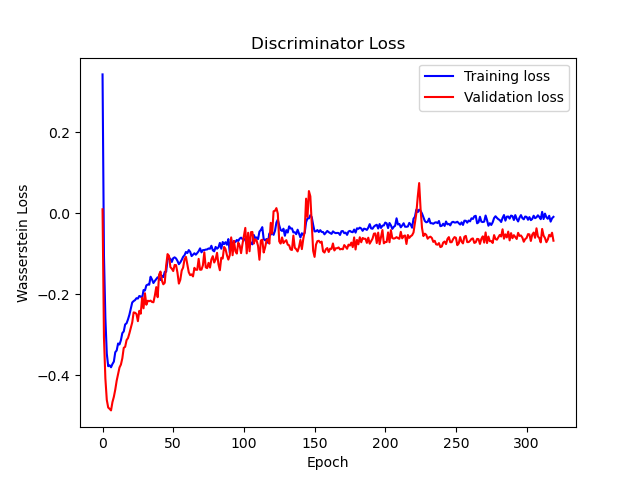 Discriminator Loss
Training loss
Validation loss
Wasserstein Loss
0.2
0.0
−0.2
−0.4
0 50 100 150 200 250 300
Epoch